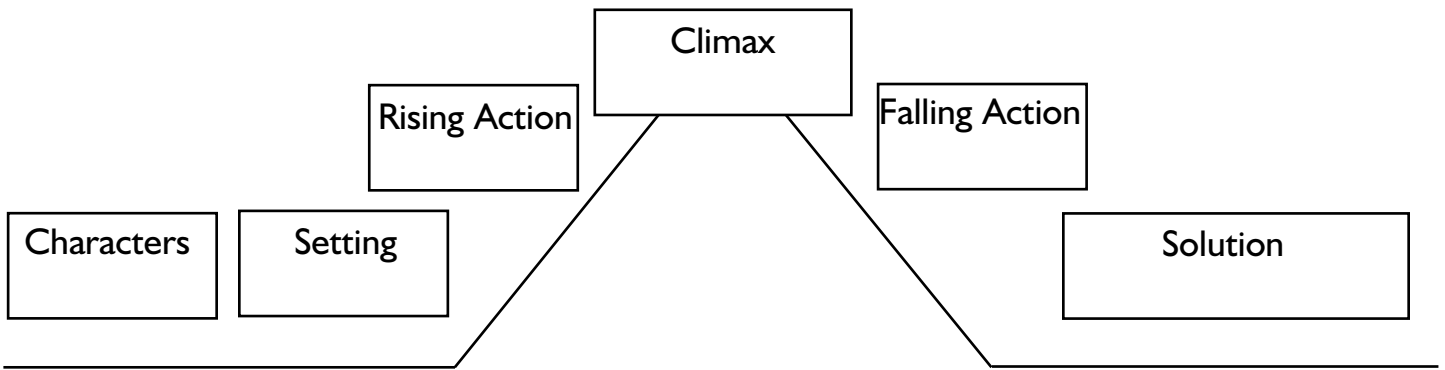 Climax
Rising Action
Falling Action
Characters
Setting
Solution